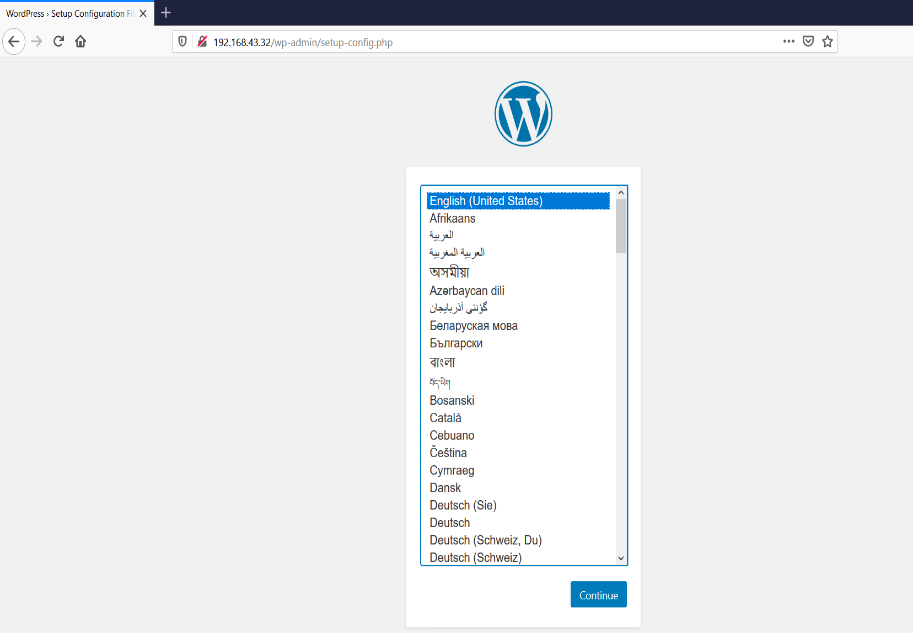 WordPress › Setup Configuration Fi
192.168.43.32/wp-admin/setup-config.php
English (United States)
Afrikaans
العربية
العربية المغربية
অসমীয়া
Azərbaycan dili
گؤنئی آذربایجان
Беларуская мова
Български
বাংলা
བོད་ཡིག
Bosanski
Català
Cebuano
Čeština
Cymraeg
Dansk
Deutsch (Sie)
Deutsch
Deutsch (Schweiz, Du)
Deutsch (Schweiz)
Continue